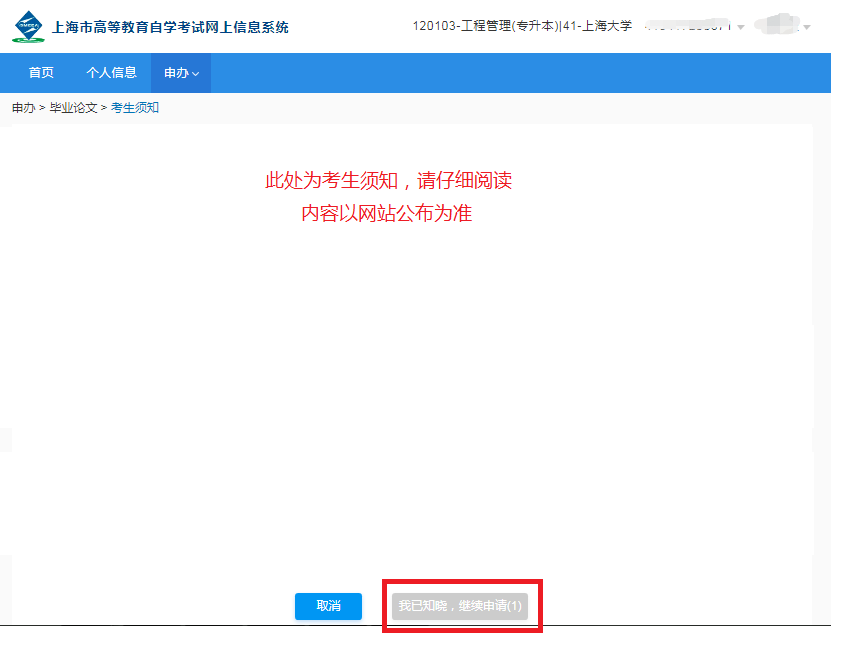 上海市高等教育自学考试网上信息系统
120103-工程管理(专升本)|41-上海大学
首页 个人信息 申办
申办 > 毕业论文 > 考生须知
此处为考生须知，请仔细阅读
内容以网站公布为准
取消 我已知晓，继续申请(1)